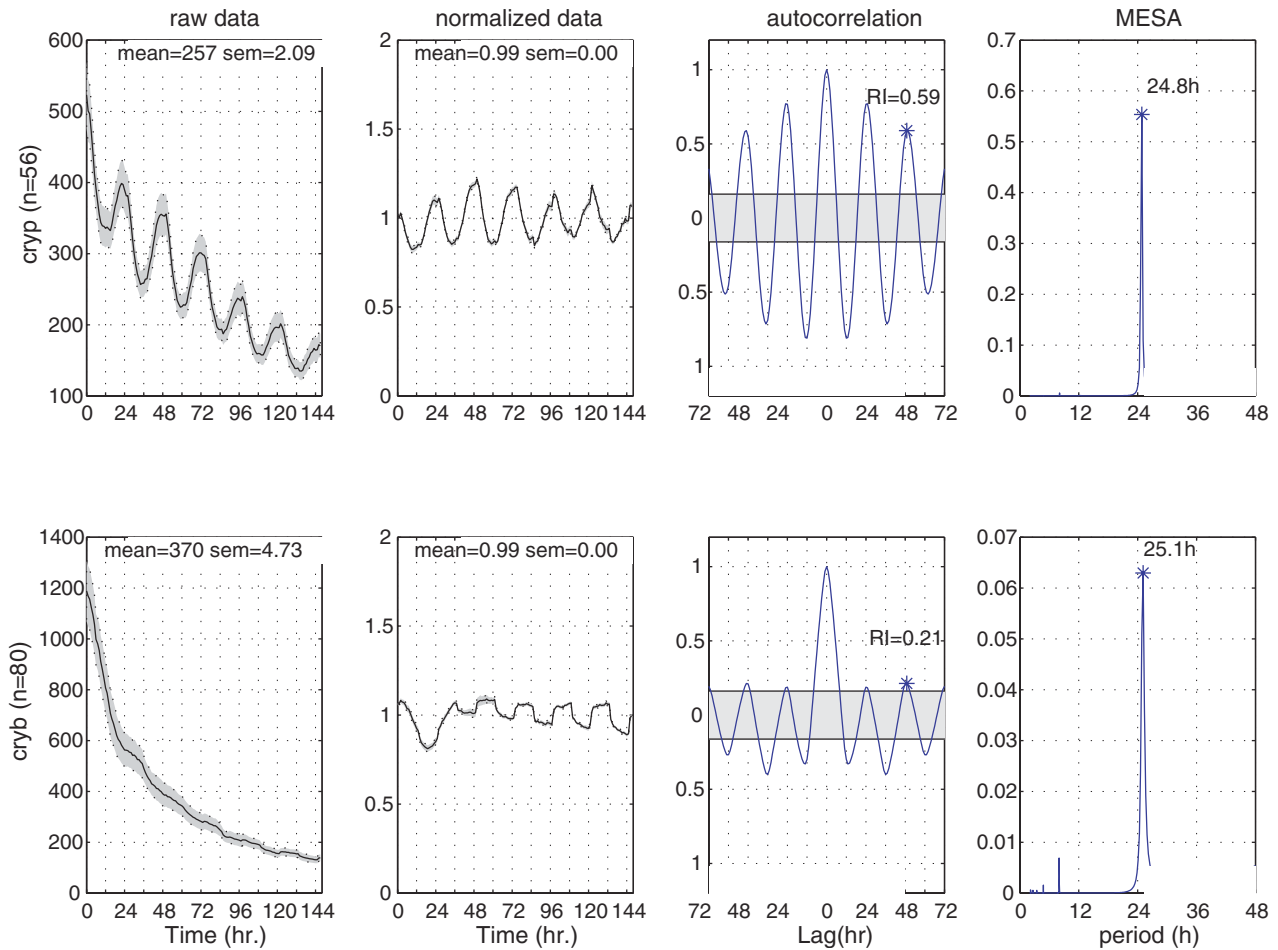 raw data
normalized data
autocorrelation
MESA
cryp (n=56)
600
500
400
300
200
100
mean=257 sem=2.09
0 24 48 72 96 120 144
2
1.5
1
0.5
0
mean=0.99 sem=0.00
0 24 48 72 96 120 144
1
0.5
0
0.5
1
RI=0.59
72 48 24 0 24 48 72
0.7
0.6
0.5
0.4
0.3
0.2
0.1
0
24.8h
0 12 24 36 48
cryb (n=80)
1400
1200
1000
800
600
400
200
0
mean=370 sem=4.73
0 24 48 72 96 120 144
Time (hr.)
2
1.5
1
0.5
0
mean=0.99 sem=0.00
0 24 48 72 96 120 144
Time (hr.)
1
0.5
0
0.5
1
RI=0.21
72 48 24 0 24 48 72
Lag(hr)
0.07
0.06
0.05
0.04
0.03
0.02
0.01
0
25.1h
0 12 24 36 48
period (h)